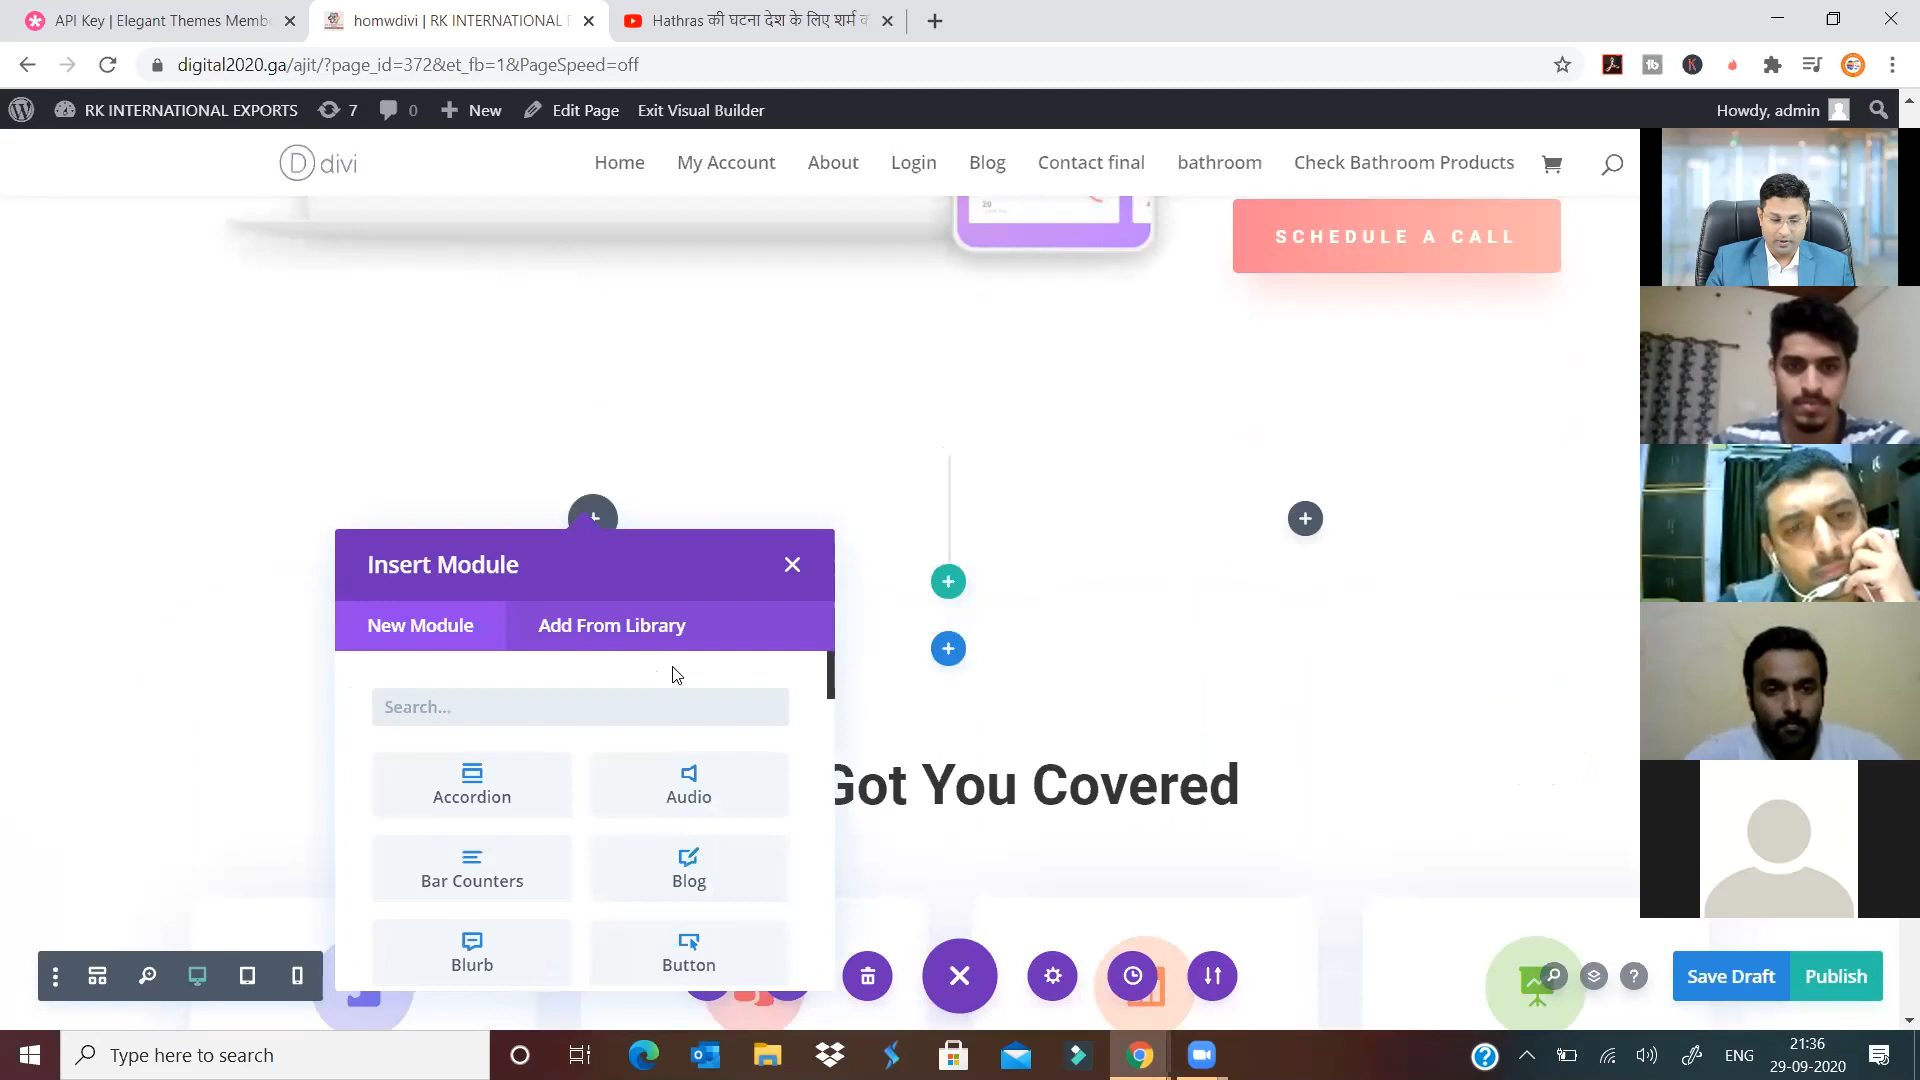 API Key | Elegant Themes Membe
homwdivi | RK INTERNATIONAL
Hathras की घटना देश के लिए शर्म
digital2020.ga/ajit/?page_id=372&et_fb=1&PageSpeed=off
RK INTERNATIONAL EXPORTS
7
0
New
Edit Page
Exit Visual Builder
Howdy, admin
D divi
Home
My Account
About
Login
Blog
Contact final
bathroom
Check Bathroom Products
20
4
SCHEDULE A CALL
Insert Module
New Module
Add From Library
Search...
Accordion
Audio
Got You Covered
Bar Counters
Blog
Blurb
Button
Save Draft
Publish
Type here to search
ENG
21:36
29-09-2020